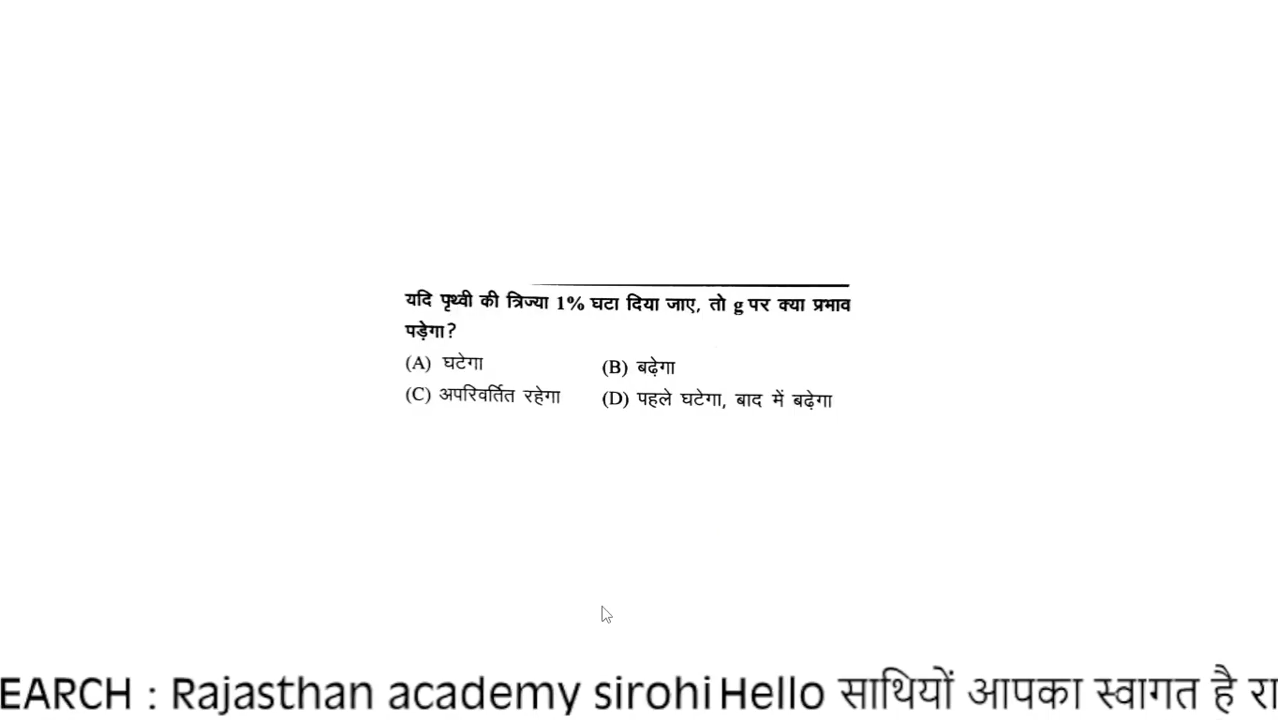 यदि पृथ्वी की त्रिज्या 1% घटा दिया जाए, तो g पर क्या प्रभाव
पड़ेगा?
(A) घटेगा (B) बढ़ेगा
(C) अपरिवर्तित रहेगा (D) पहले घटेगा, बाद में बढ़ेगा
EARCH : Rajasthan academy sirohi Hello साथियों आपका स्वागत है रा